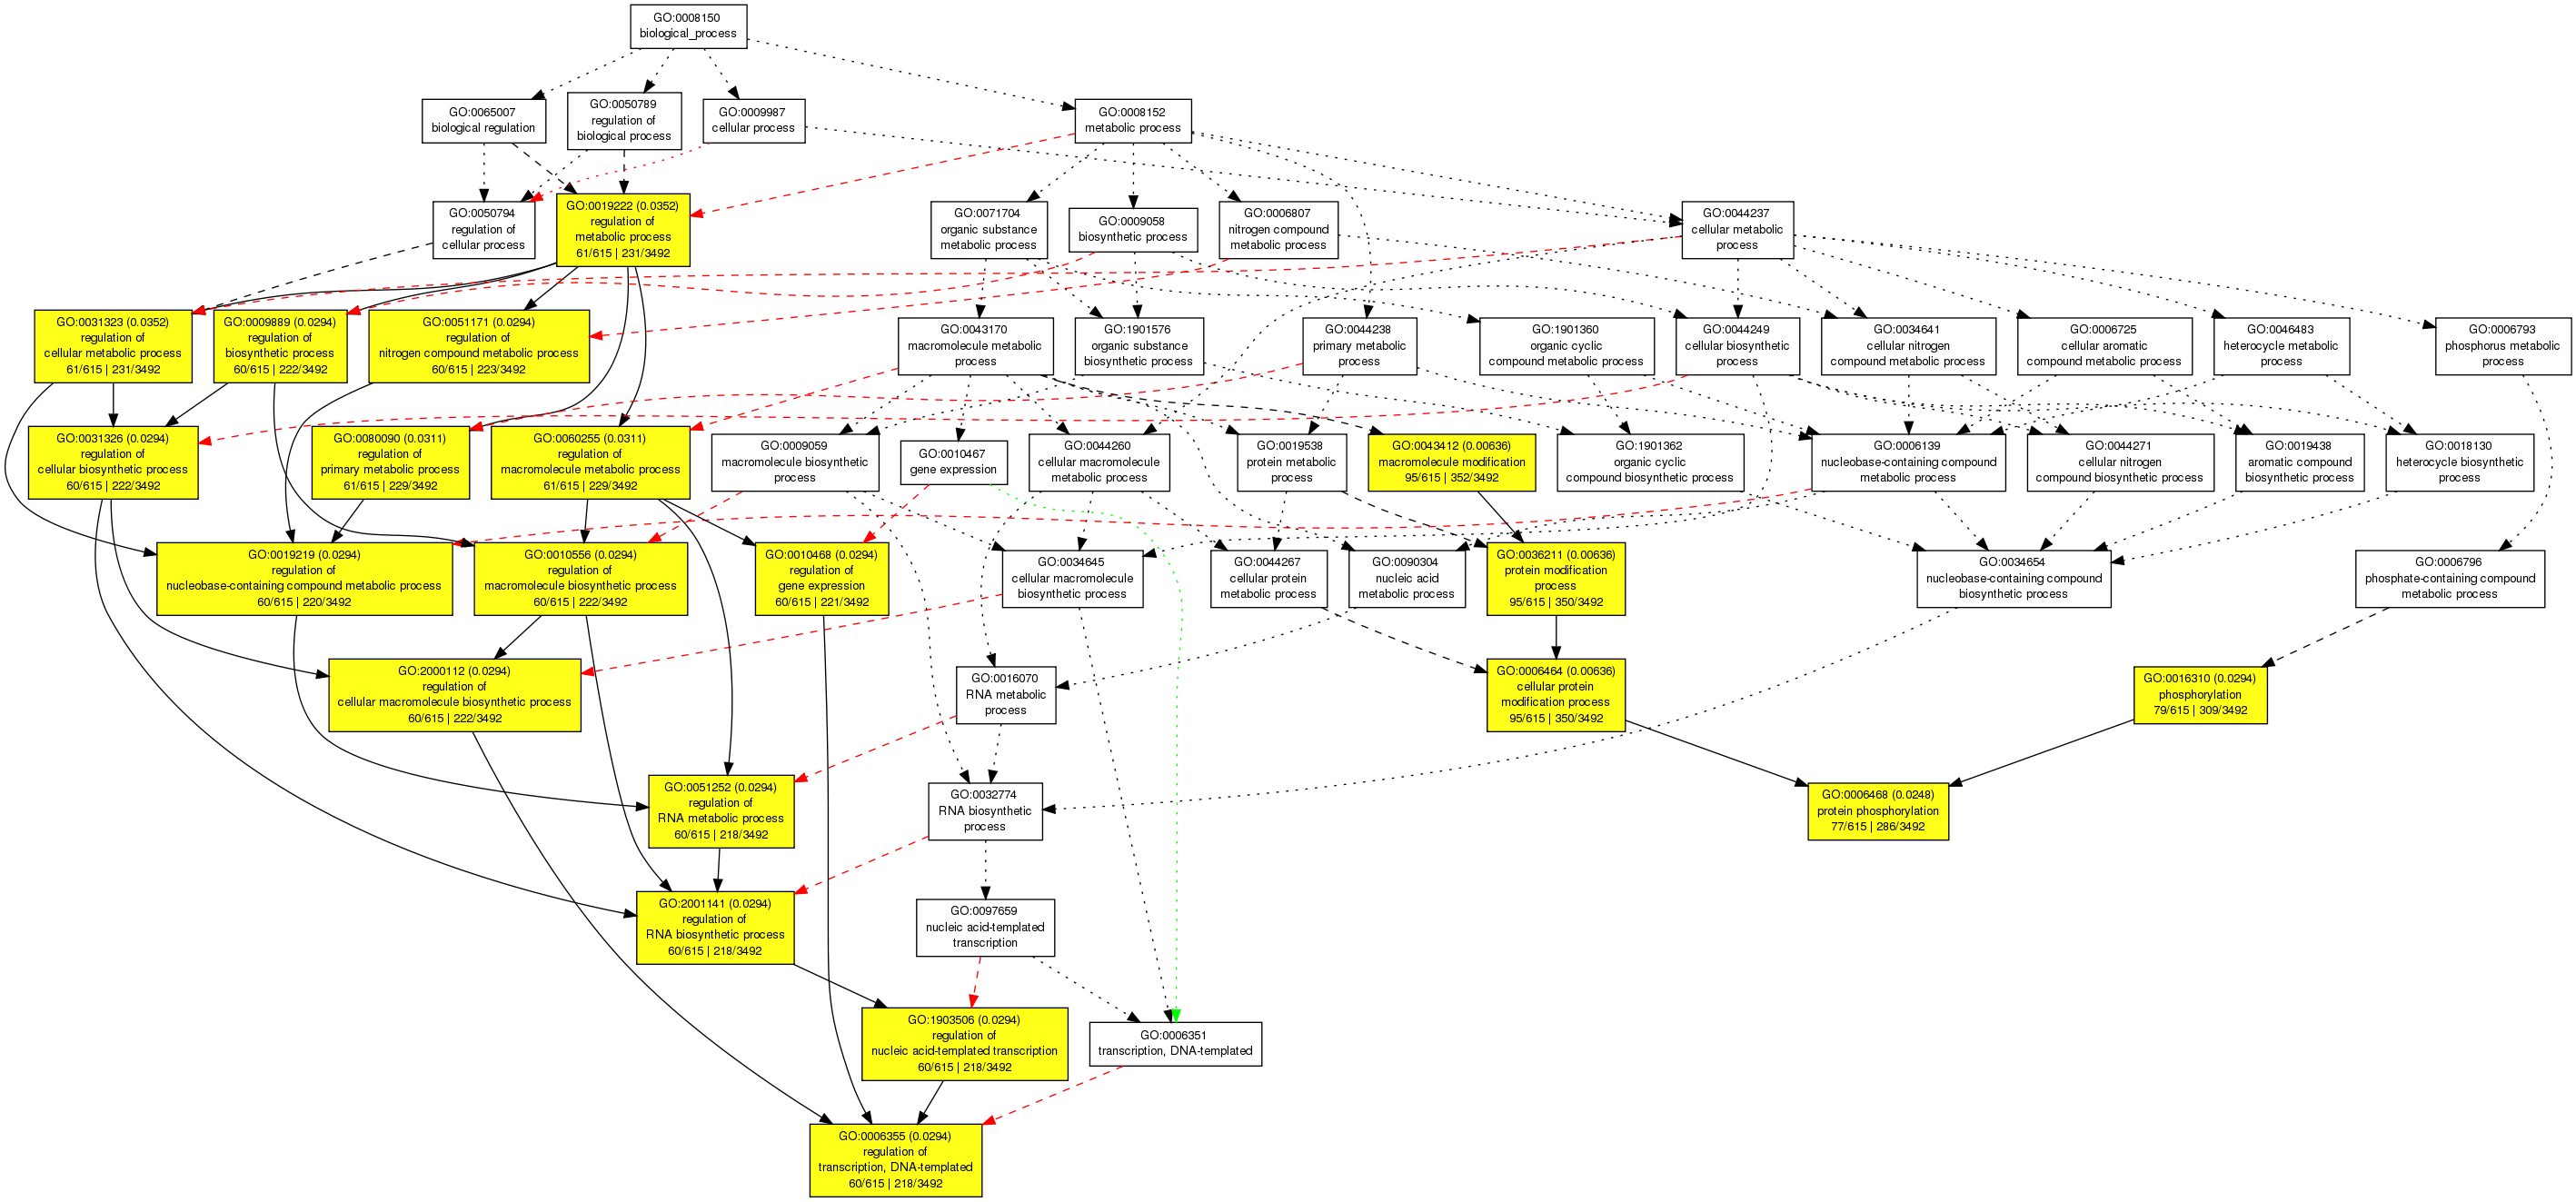 GO:0008150
biological_process
GO:0065007
biological regulation
GO:0050789
regulation of
biological process
GO:0009987
cellular process
GO:0008152
metabolic process
GO:0050794
regulation of
cellular process
GO:0019222 (0.0352)
regulation of
metabolic process
61/615 | 231/3492
GO:0071704
organic substance
metabolic process
GO:0009058
biosynthetic process
GO:0006807
nitrogen compound
metabolic process
GO:0044237
cellular metabolic
process
GO:0031323 (0.0352)
regulation of
cellular metabolic process
61/615 | 231/3492
GO:0009889 (0.0294)
regulation of
biosynthetic process
60/615 | 222/3492
GO:0051171 (0.0294)
regulation of
nitrogen compound metabolic process
60/615 | 223/3492
GO:0043170
macromolecule metabolic
process
GO:1901576
organic substance
biosynthetic process
GO:0044238
primary metabolic
process
GO:1901360
organic cyclic
compound metabolic process
GO:0044249
cellular biosynthetic
process
GO:0034641
cellular nitrogen
compound metabolic process
GO:0006725
cellular aromatic
compound metabolic process
GO:0046483
heterocycle metabolic
process
GO:0006793
phosphorus metabolic
process
GO:0031326 (0.0294)
regulation of
cellular biosynthetic process
60/615 | 222/3492
GO:0080090 (0.0311)
regulation of
primary metabolic process
61/615 | 229/3492
GO:0060255 (0.0311)
regulation of
macromolecule metabolic process
61/615 | 229/3492
GO:0009059
macromolecule biosynthetic
process
GO:0010467
gene expression
GO:0044260
cellular macromolecule
metabolic process
GO:0019538
protein metabolic
process
GO:0043412 (0.00636)
macromolecule modification
95/615 | 352/3492
GO:1901362
organic cyclic
compound biosynthetic process
GO:0006139
nucleobase-containing compound
metabolic process
GO:0044271
cellular nitrogen
compound biosynthetic process
GO:0019438
aromatic compound
biosynthetic process
GO:0018130
heterocycle biosynthetic
process
GO:0019219 (0.0294)
regulation of
nucleobase-containing compound metabolic process
60/615 | 220/3492
GO:0010556 (0.0294)
regulation of
macromolecule biosynthetic process
60/615 | 222/3492
GO:0010468 (0.0294)
regulation of
gene expression
60/615 | 221/3492
GO:0034645
cellular macromolecule
biosynthetic process
GO:0044267
cellular protein
metabolic process
GO:0090304
nucleic acid
metabolic process
GO:0036211 (0.00636)
protein modification
process
95/615 | 350/3492
GO:0034654
nucleobase-containing compound
biosynthetic process
GO:0006796
phosphate-containing compound
metabolic process
GO:2000112 (0.0294)
regulation of
cellular macromolecule biosynthetic process
60/615 | 222/3492
GO:0016070
RNA metabolic
process
GO:0006464 (0.00636)
cellular protein
modification process
95/615 | 350/3492
GO:0016310 (0.0294)
phosphorylation
79/615 | 309/3492
GO:0051252 (0.0294)
regulation of
RNA metabolic process
60/615 | 218/3492
GO:0032774
RNA biosynthetic
process
GO:0006468 (0.0248)
protein phosphorylation
77/615 | 286/3492
GO:2001141 (0.0294)
regulation of
RNA biosynthetic process
60/615 | 218/3492
GO:0097659
nucleic acid-templated
transcription
GO:1903506 (0.0294)
regulation of
nucleic acid-templated transcription
60/615 | 218/3492
GO:0006351
transcription, DNA-templated
GO:0006355 (0.0294)
regulation of
transcription, DNA-templated
60/615 | 218/3492